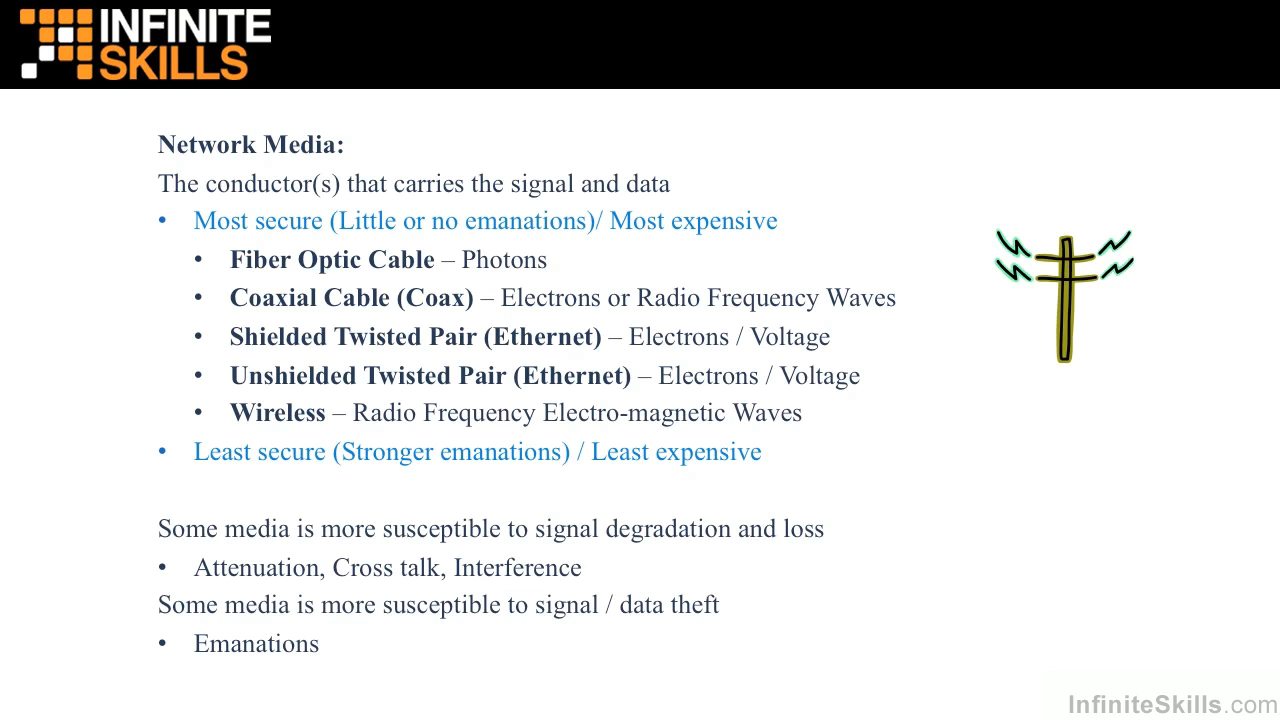 INFINITE
SKILLS
Network Media:
The conductor(s) that carries the signal and data
• Most secure (Little or no emanations)/ Most expensive
• Fiber Optic Cable – Photons
• Coaxial Cable (Coax) – Electrons or Radio Frequency Waves
• Shielded Twisted Pair (Ethernet) – Electrons / Voltage
• Unshielded Twisted Pair (Ethernet) – Electrons / Voltage
• Wireless – Radio Frequency Electro-magnetic Waves
• Least secure (Stronger emanations) / Least expensive
Some media is more susceptible to signal degradation and loss
• Attenuation, Cross talk, Interference
Some media is more susceptible to signal / data theft
• Emanations
InfiniteSkills.com